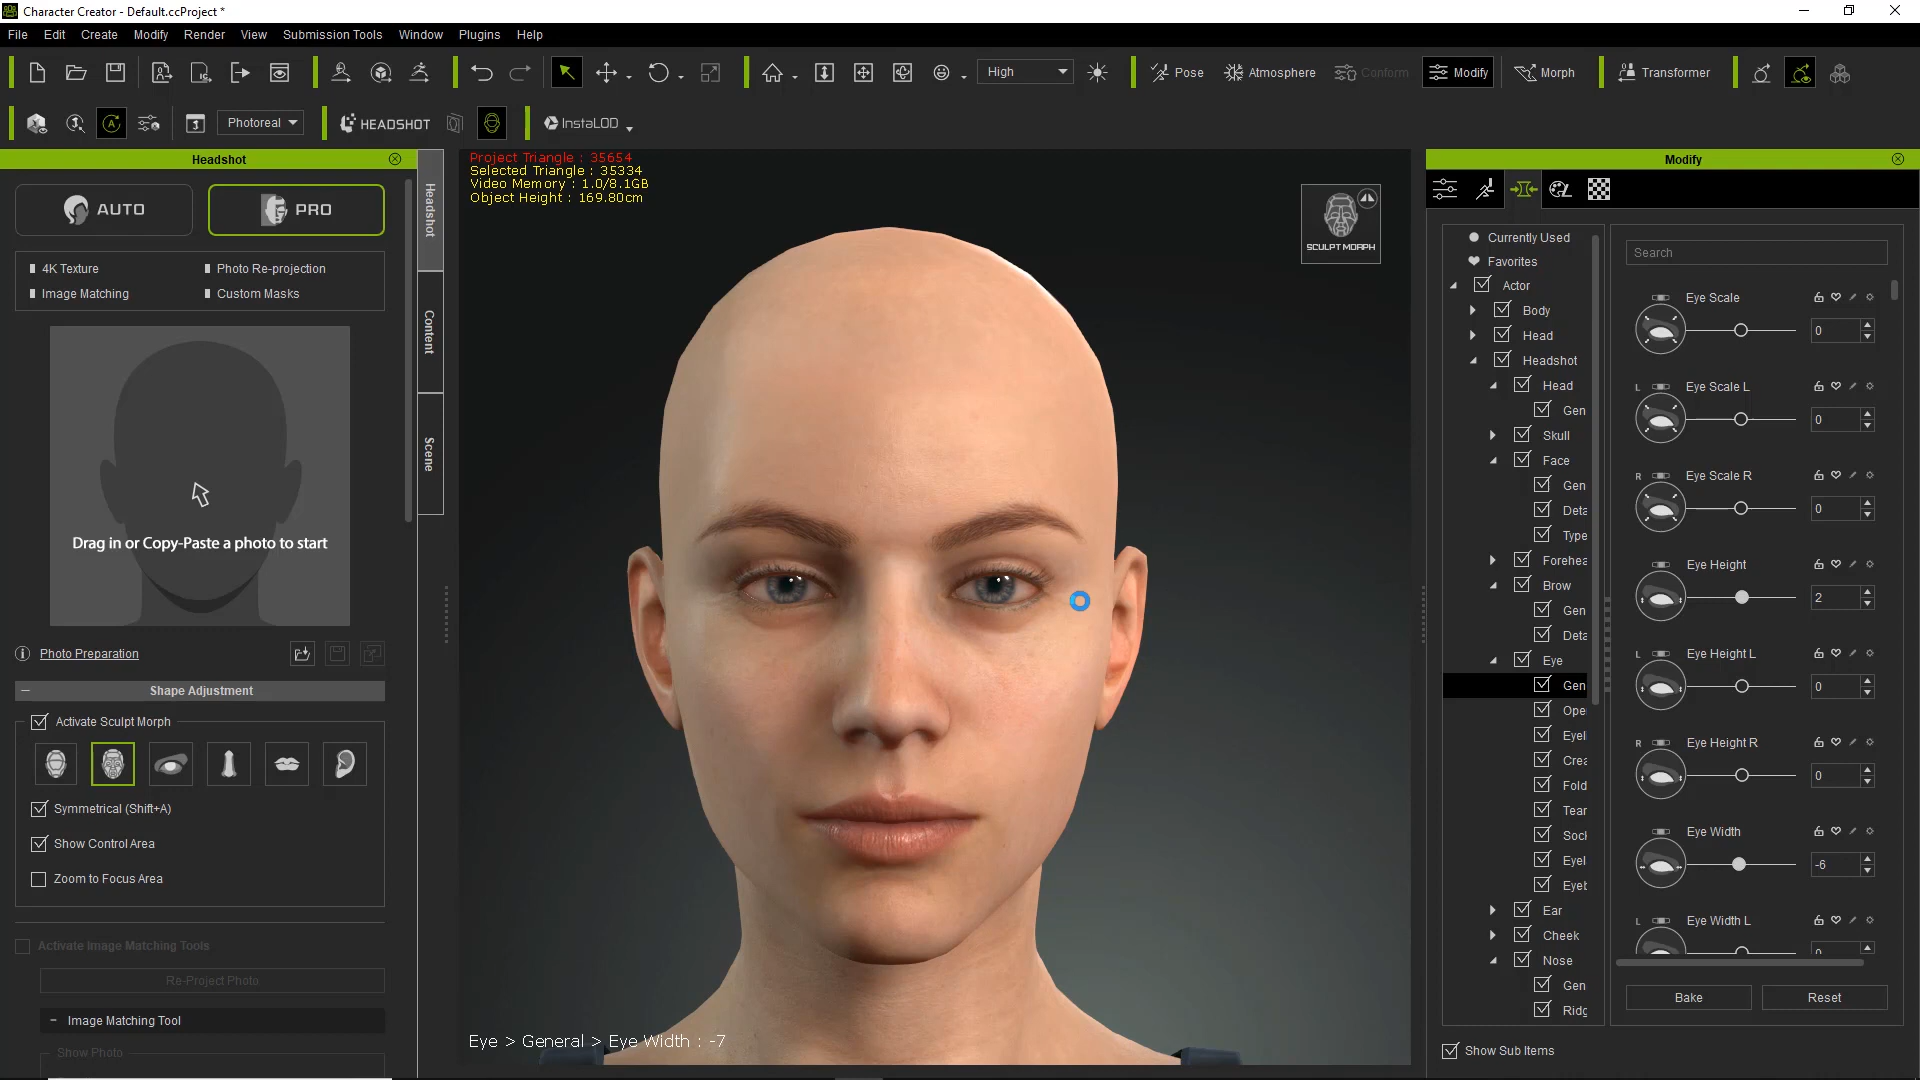 Character Creator - Default.ccProject *
File Edit Create Modify Render View Submission Tools Window Plugins Help
High
Pose Atmosphere Conform Modify Morph Transformer
Photoreal
HEADSHOT
InstaLOD
Headshot
AUTO
PRO
4K Texture
Photo Re-projection
Image Matching
Custom Masks
Drag in or Copy-Paste a photo to start
Photo Preparation
Shape Adjustment
Activate Sculpt Morph
Symmetrical (Shift+A)
Show Control Area
Zoom to Focus Area
Activate Image Matching Tools
Re-Project Photo
Image Matching Tool
Show Photo
Headshot
Content
Scene
Project Triangle : 35654
Selected Triangle : 35334
Video Memory : 1.0/8.1GB
Object Height : 169.80cm
SCULPT MORPH
Eye > General > Eye Width : -7
Modify
Currently Used
Favorites
Actor
Body
Head
Headshot
Head
Gen
Skull
Face
Gen
Deta
Type
Forehea
Brow
Gen
Deta
Eye
Gen
Ope
Eyel
Crea
Fold
Tear
Sock
Eyel
Eyeb
Ear
Cheek
Nose
Gen
Ridg
Show Sub Items
Search
Eye Scale
0
L Eye Scale L
0
R Eye Scale R
0
Eye Height
2
L Eye Height L
0
R Eye Height R
0
Eye Width
-6
L Eye Width L
0
Bake
Reset